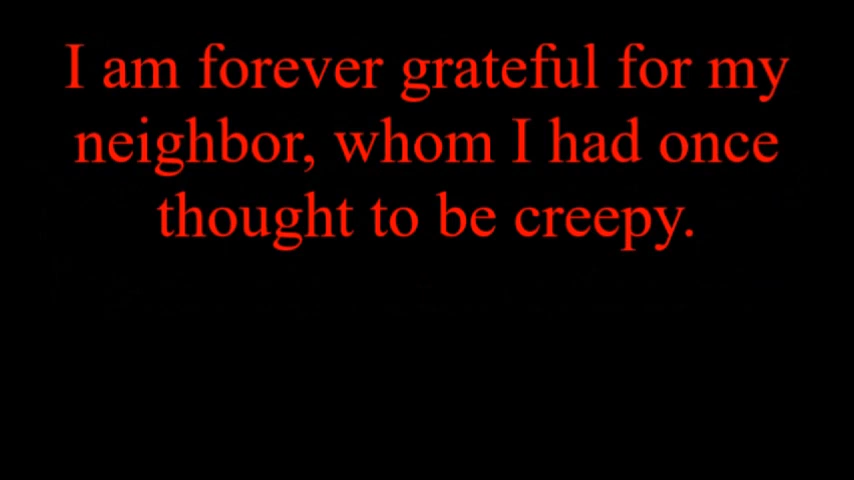 I am forever grateful for my
neighbor, whom I had once
thought to be creepy.